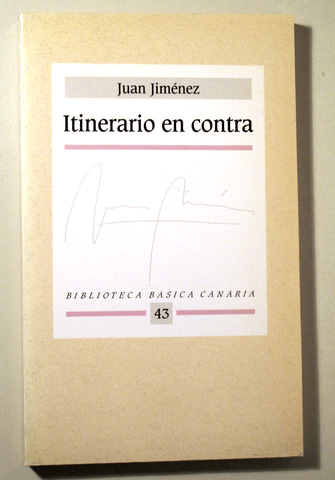 Juan Jiménez
Itinerario en contra
BIBLIOTECA BASICA CANARIA
43